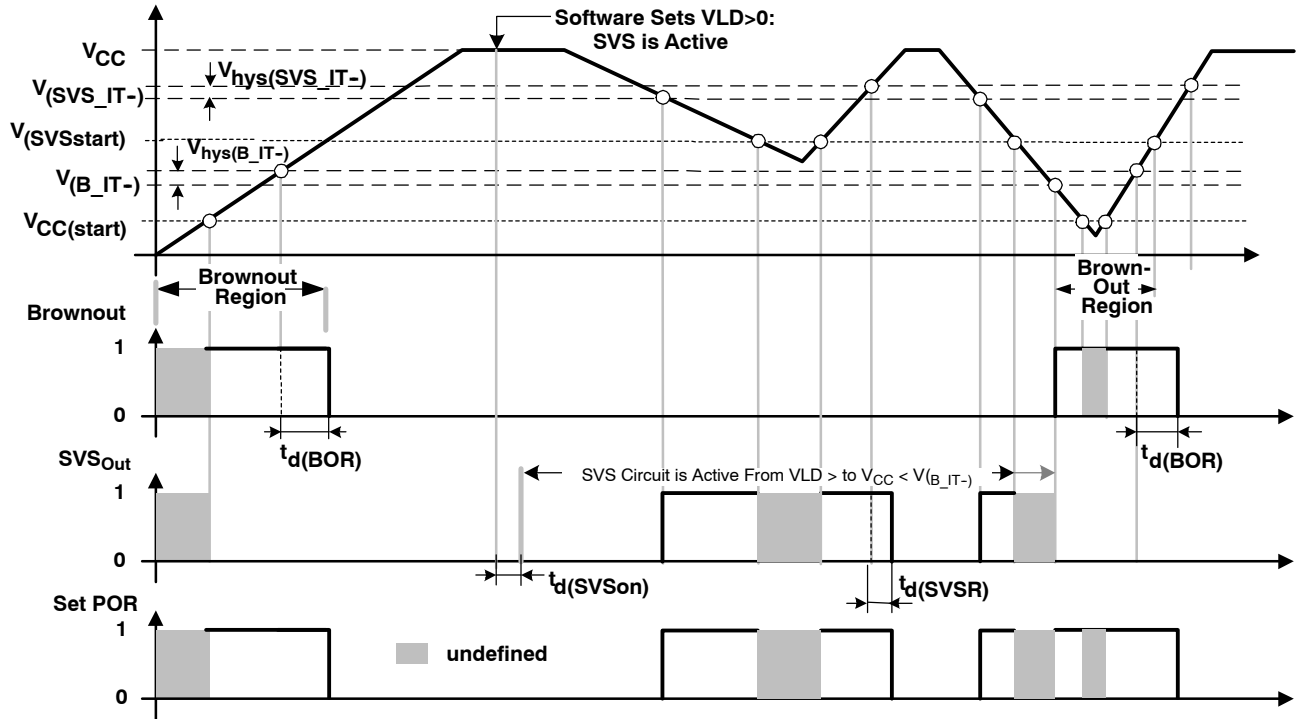 Software Sets VLD>0:
SVS is Active
VCC
Vhys(SVS_IT-)
V(SVS_IT-)
V(SVSstart)
Vhys(B_IT-)
V(B_IT-)
VCC(start)
Brownout
Region
Brown-
Out
Region
Brownout
1
0
td(BOR)
td(BOR)
SVSOut
SVS Circuit is Active From VLD > to VCC < V(B_IT-)
1
0
td(SVSon)
td(SVSR)
Set POR
1
undefined
0